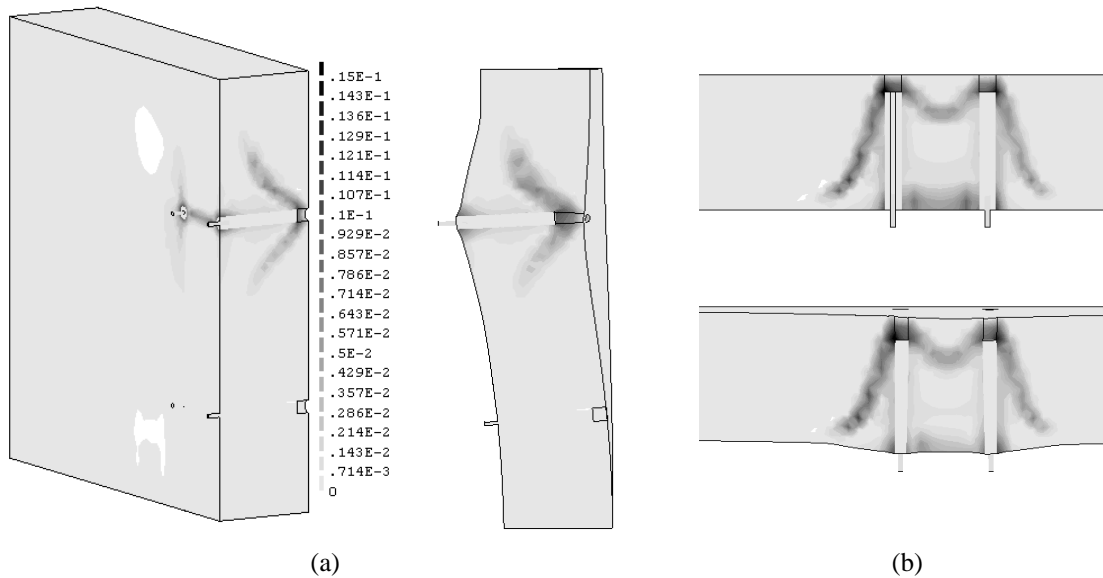 .15E-1
.143E-1
.136E-1
.129E-1
.121E-1
.114E-1
.107E-1
.1E-1
.929E-2
.857E-2
.786E-2
.714E-2
.643E-2
.571E-2
.5E-2
.429E-2
.357E-2
.286E-2
.214E-2
.143E-2
.714E-3
0
(a)
(b)